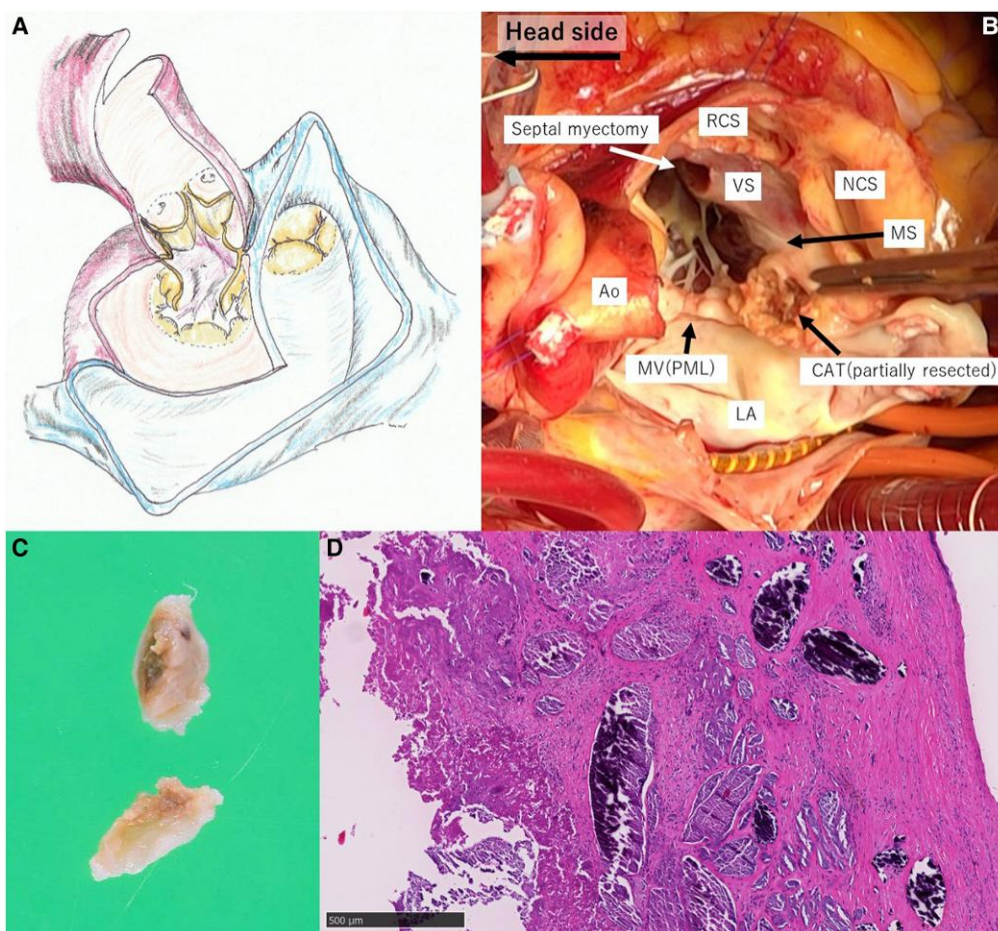 A
B
Head side
Septal myectomy
RCS
VS
NCS
MS
Ao
MV(PML)
CAT(partially resected)
LA
C
D
500 µm